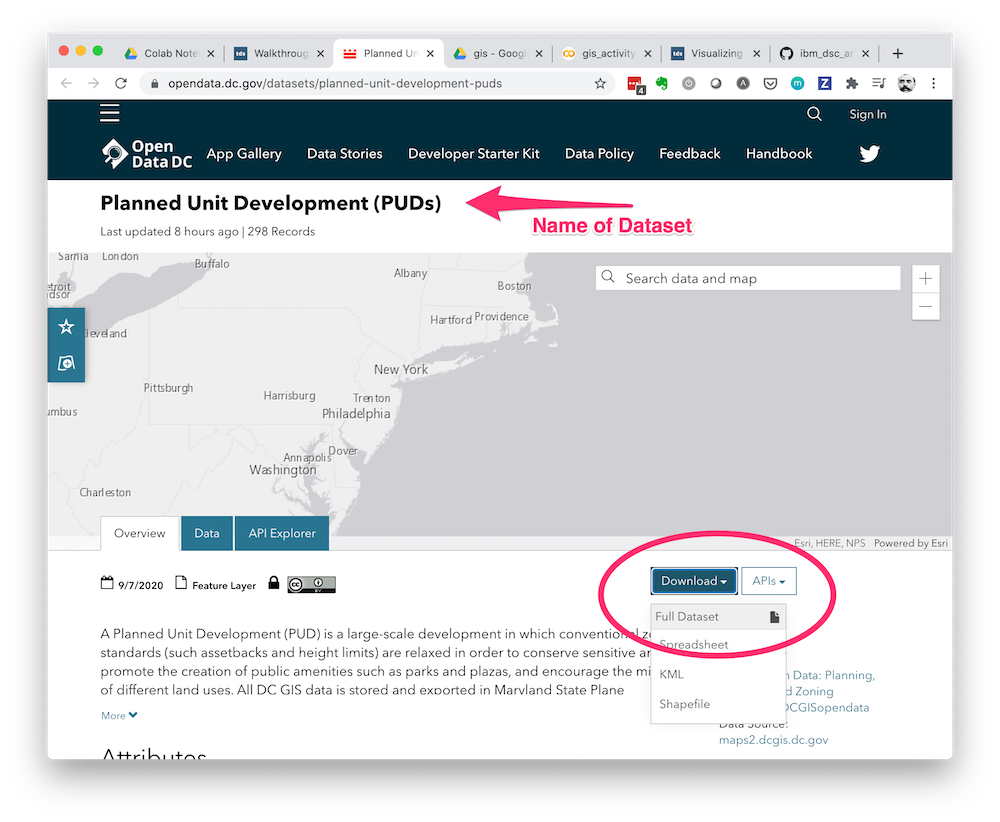 Colab Note
Walkthroug
Planned Un
gis - Googl
gis_activity
Visualizing
ibm_dsc_ar
opendata.dc.gov/datasets/planned-unit-development-puds
4
Z
Sign In
Open
Data DC
App Gallery
Data Stories
Developer Starter Kit
Data Policy
Feedback
Handbook
Planned Unit Development (PUDs)
Name of Dataset
Last updated 8 hours ago | 298 Records
Sarnia
London
Buffalo
Albany
Boston
Search data and map
etroit
dsor
Hartford
Providence
leveland
New York
Pittsburgh
Harrisburg
Trenton
Philadelphia
umbus
Dover
Annapolis
Washington
Charleston
Esri, HERE, NPS
Powered by Esri
Overview
Data
API Explorer
9/7/2020
Feature Layer
cc
BY
Download
APIs
Full Dataset
Spreadsheet
KML
Shapefile
A Planned Unit Development (PUD) is a large-scale development in which conventional z
standards (such assetbacks and height limits) are relaxed in order to conserve sensitive ar
promote the creation of public amenities such as parks and plazas, and encourage the mi
of different land uses. All DC GIS data is stored and exported in Maryland State Plane
More
n Data: Planning,
d Zoning
DCGISopendata
Data Source:
maps2.dcgis.dc.gov
Attributes